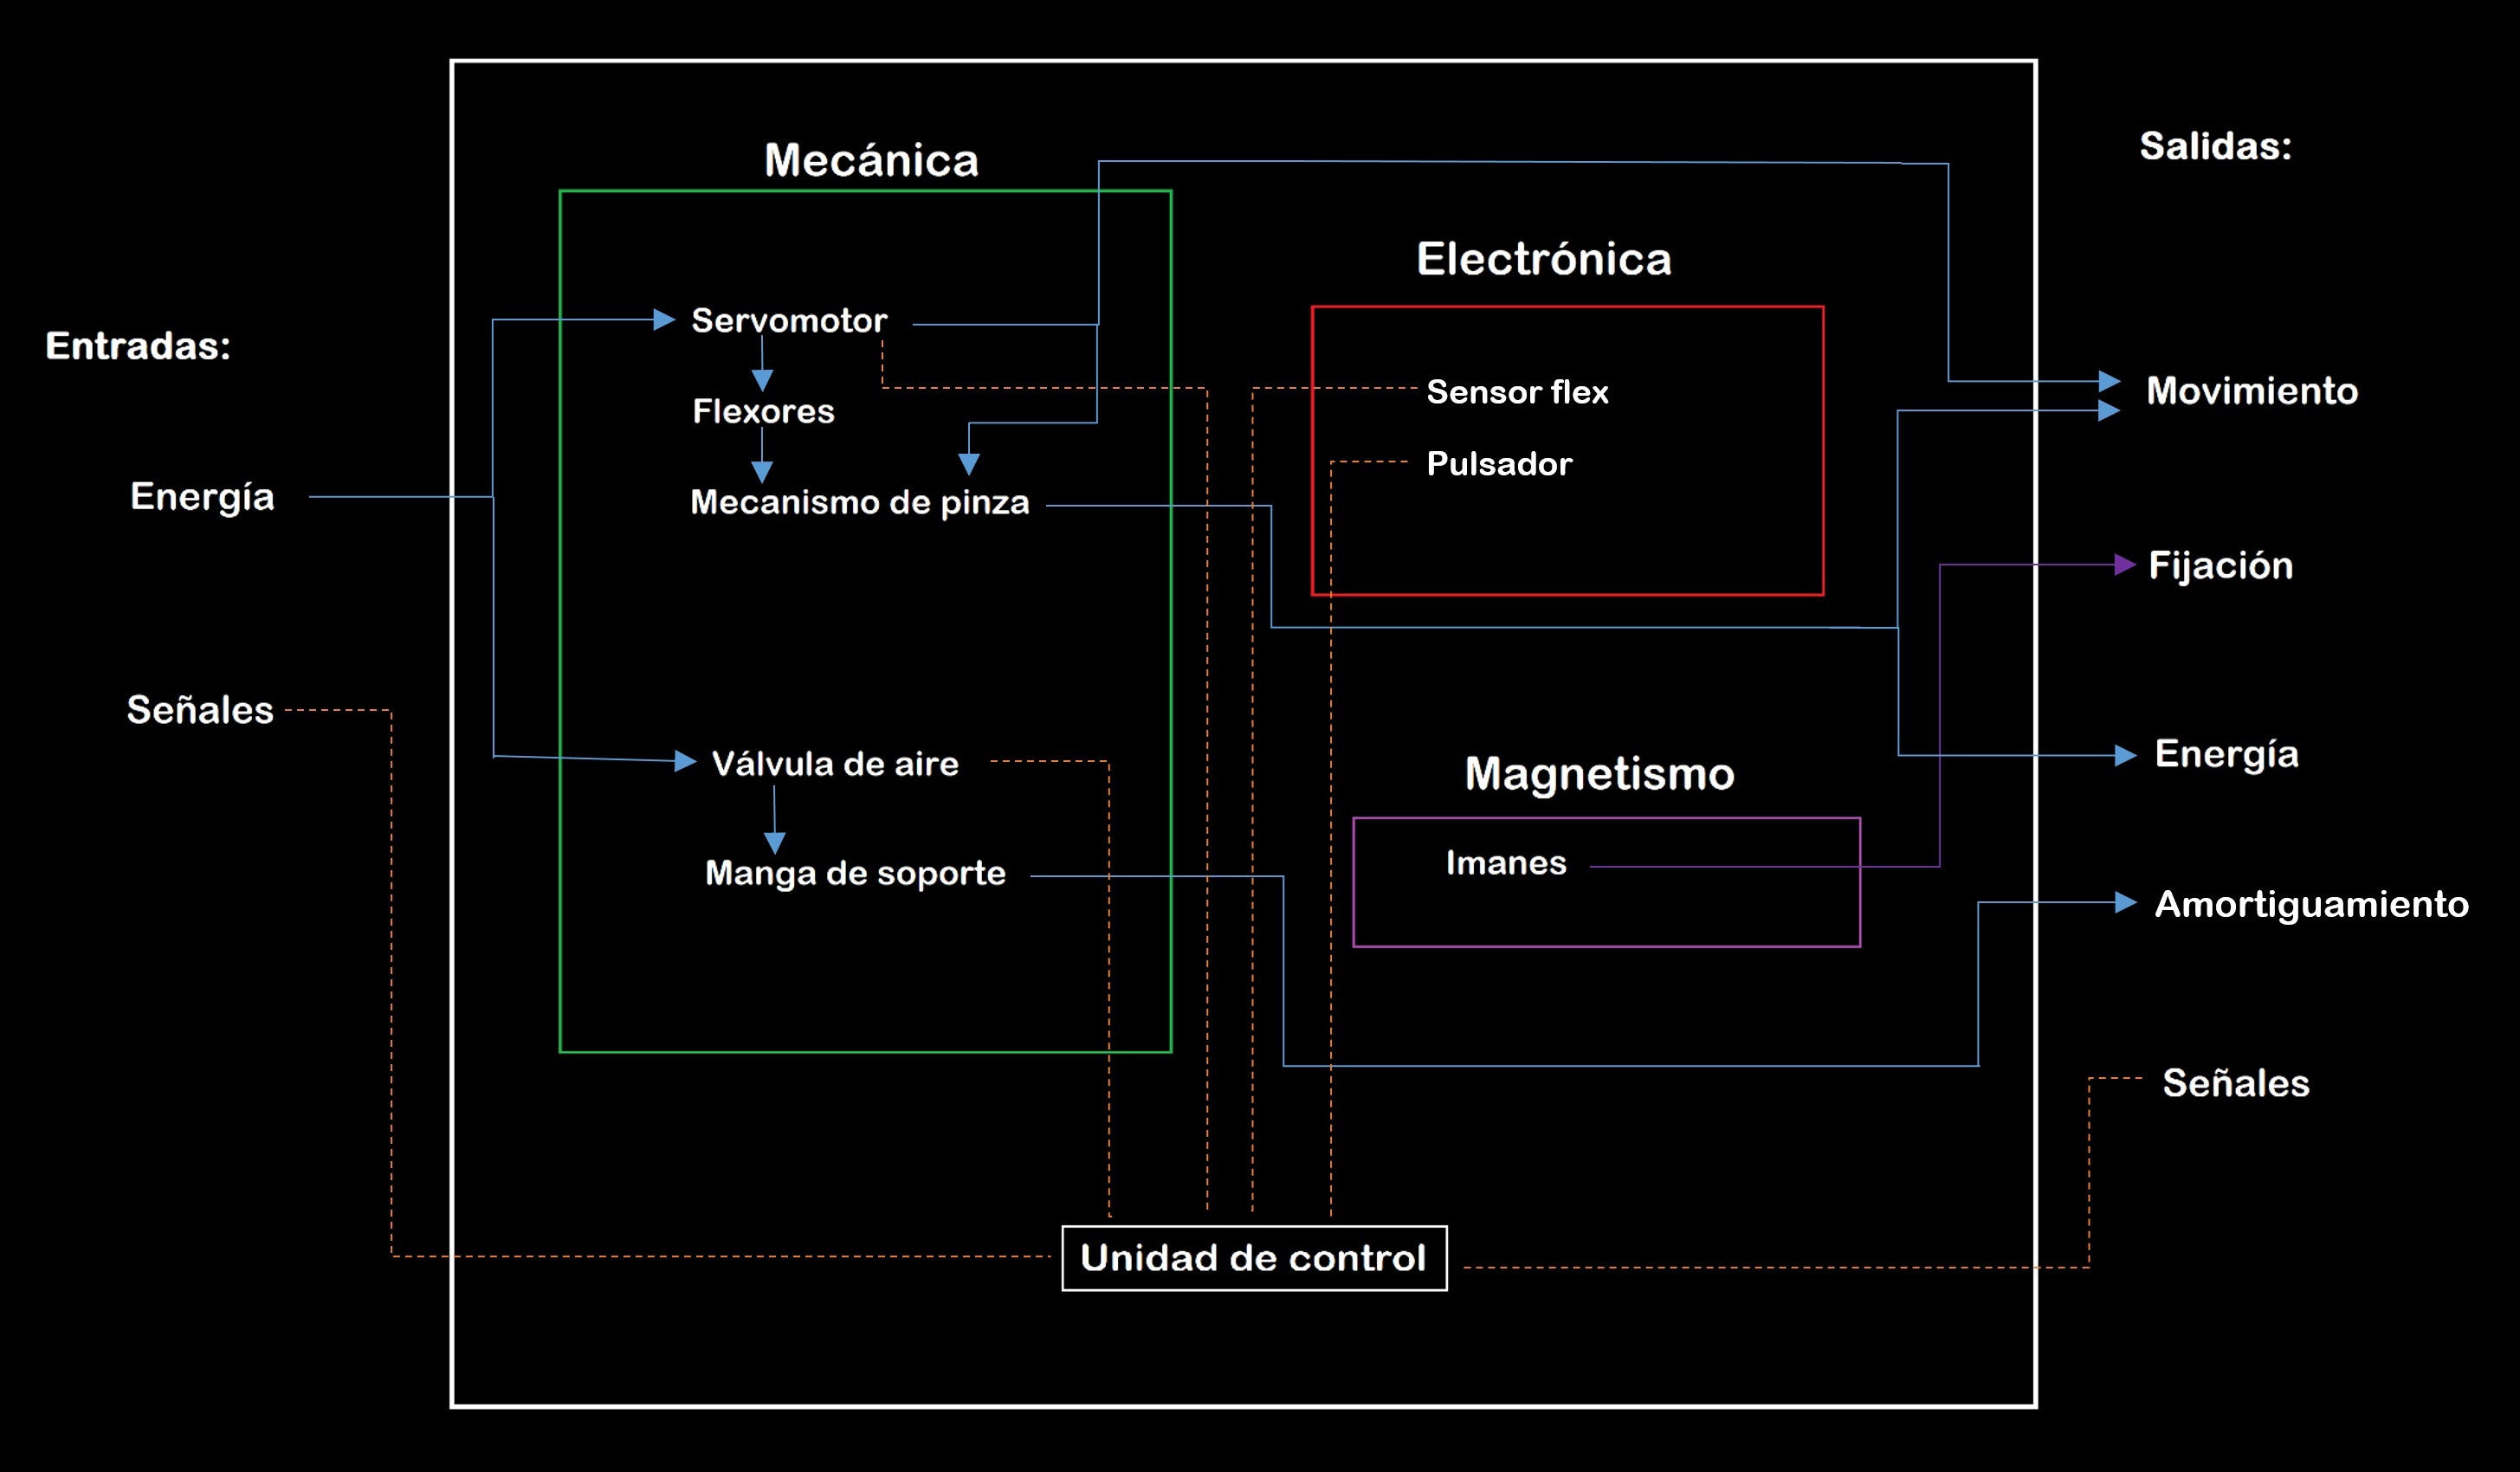 Entradas:
Energía
Señales
Mecánica
Servomotor
Flexores
Mecanismo de pinza
Válvula de aire
Manga de soporte
Electrónica
Sensor flex
Pulsador
Magnetismo
Imanes
Unidad de control
Salidas:
Movimiento
Fijación
Energía
Amortiguamiento
Señales